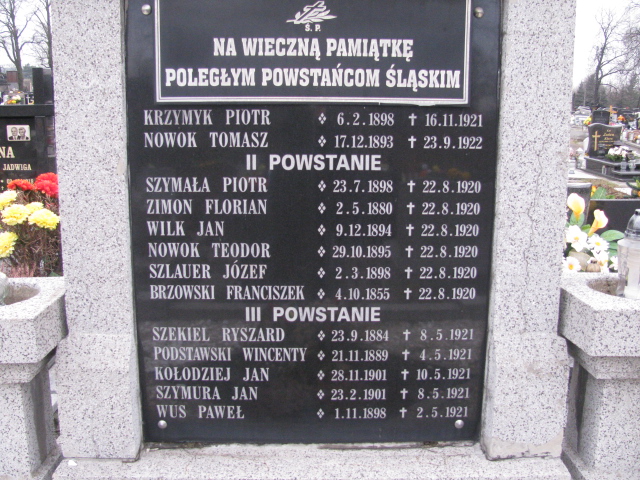 Ś. P.
NA WIECZNĄ PAMIĄTKĘ
POLEGŁYM POWSTAŃCOM ŚLĄSKIM
KRZYMYK PIOTR ❖ 6.2.1898 ✝ 16.11.1921
NOWOK TOMASZ ❖ 17.12.1893 ✝ 23.9.1922
II POWSTANIE
SZYMAŁA PIOTR ❖ 23.7.1898 ✝ 22.8.1920
ZIMON FLORIAN ❖ 2.5.1880 ✝ 22.8.1920
WILK JAN ❖ 9.12.1894 ✝ 22.8.1920
NOWOK TEODOR ❖ 29.10.1895 ✝ 22.8.1920
SZLAUER JÓZEF ❖ 2.3.1898 ✝ 22.8.1920
BRZOWSKI FRANCISZEK ❖ 4.10.1855 ✝ 22.8.1920
III POWSTANIE
SZEKIEL RYSZARD ❖ 23.9.1884 ✝ 8.5.1921
PODSTAWSKI WINCENTY ❖ 21.11.1889 ✝ 4.5.1921
KOŁODZIEJ JAN ❖ 28.11.1901 ✝ 10.5.1921
SZYMURA JAN ❖ 23.2.1901 ✝ 8.5.1921
WUS PAWEŁ ❖ 1.11.1898 ✝ 2.5.1921
NA
JADWIGA